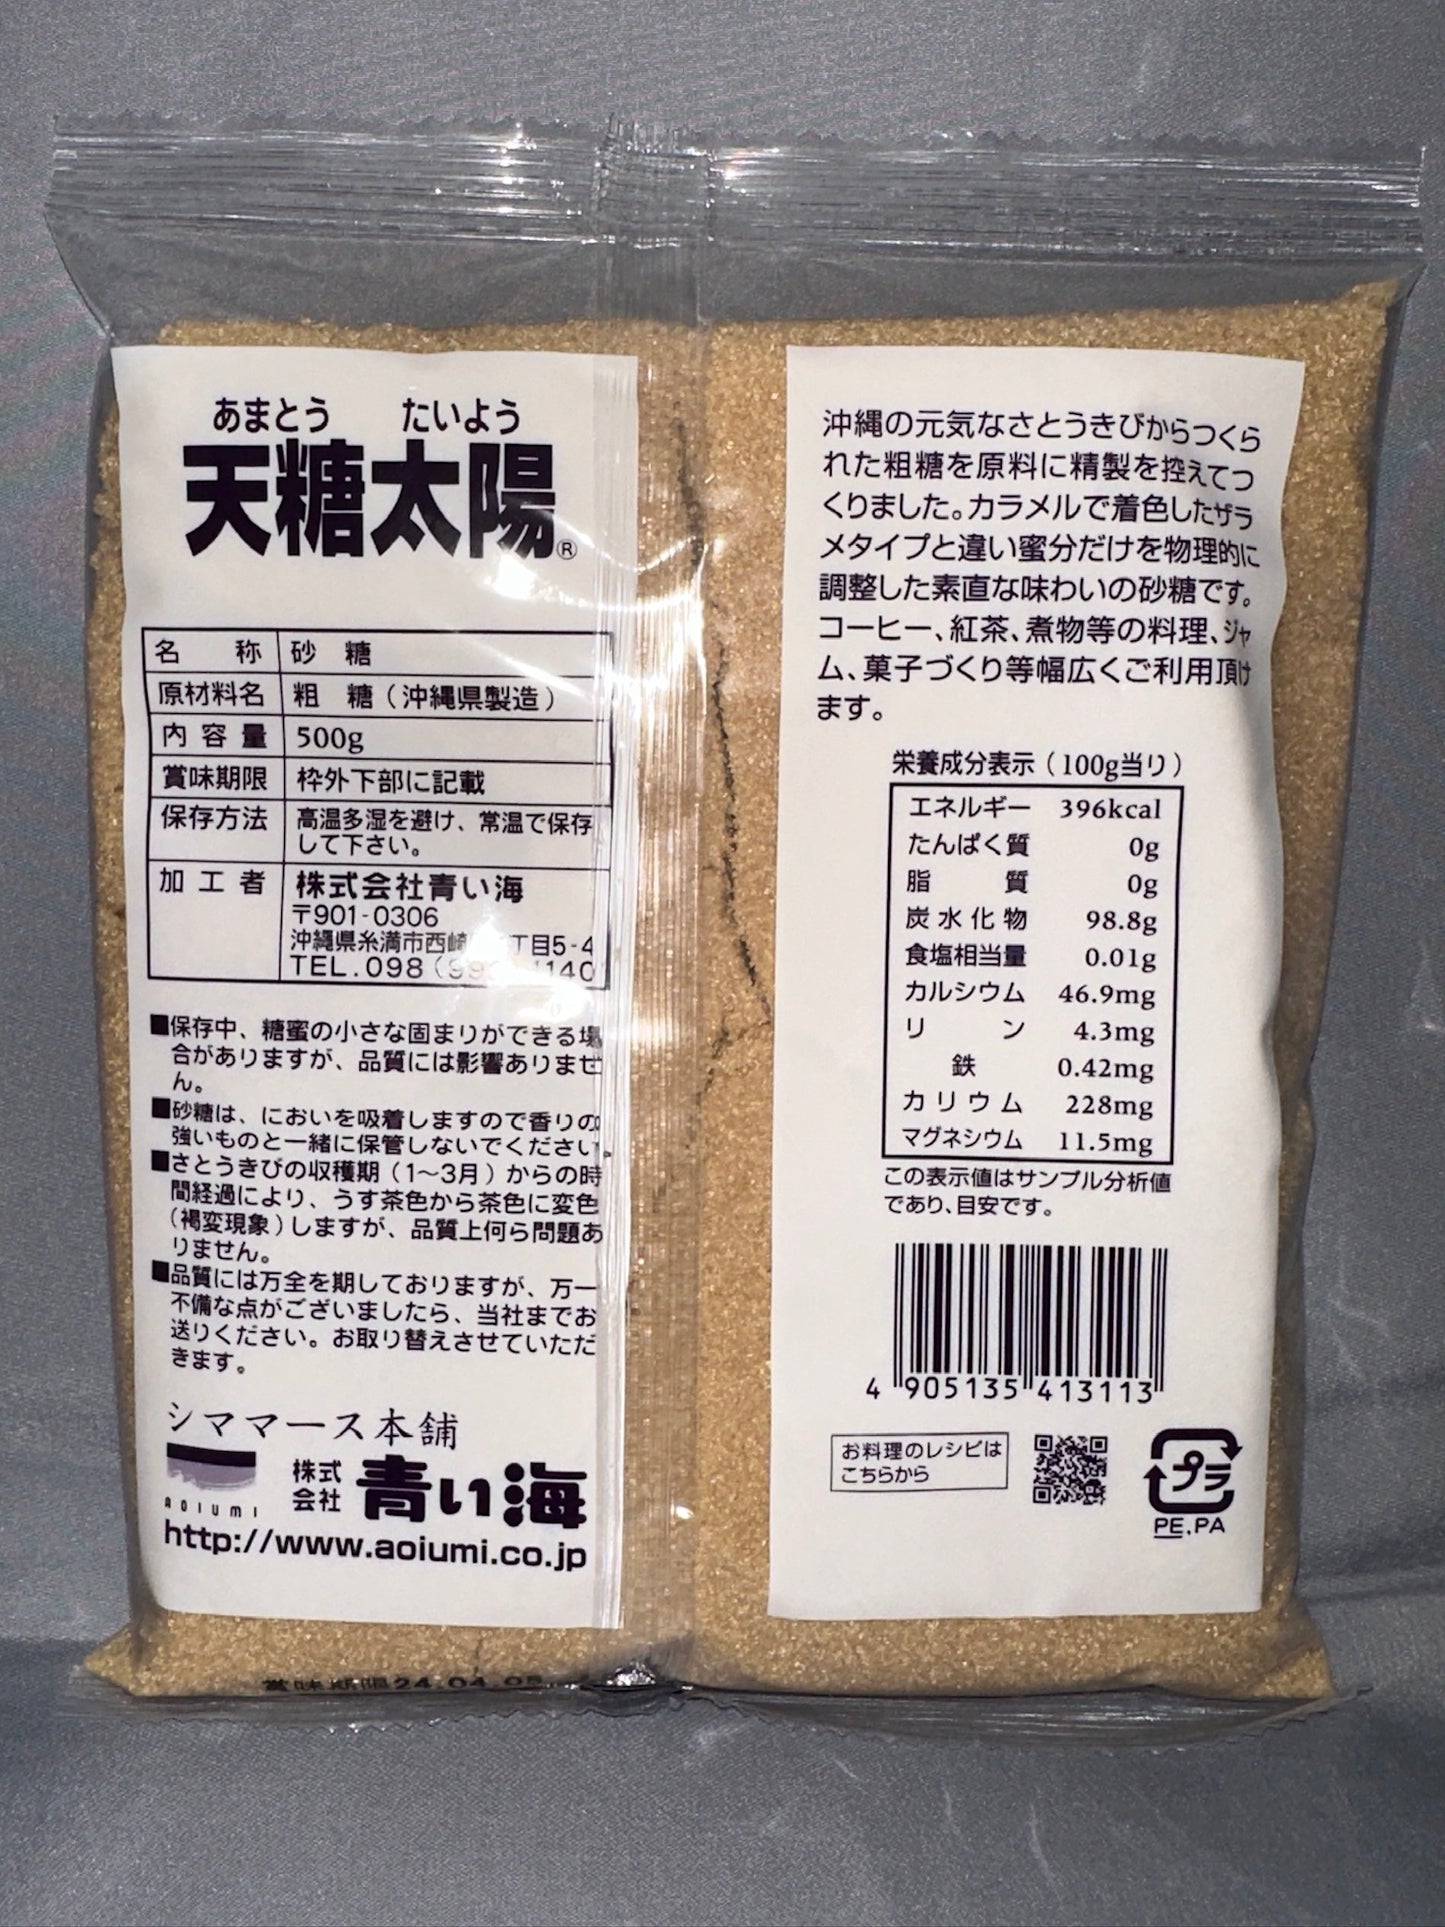 あまとう たいよう
天糖太陽®
名称 砂糖
原材料名 粗糖(沖縄県製造)
内容量 500g
賞味期限 枠外下部に記載
保存方法 高温多湿を避け、常温で保存
して下さい。
加工者 株式会社青い海
〒901-0306
沖縄県糸満市西崎 丁目5-4
TEL.098
■保存中、糖蜜の小さな固まりができる場
合がありますが、品質には影響ありませ
ん。
■砂糖は、においを吸着しますので香りの
強いものと一緒に保管しないでください。
■さとうきびの収穫期(1〜3月)からの時
間経過により、うす茶色から茶色に変色
(褐変現象)しますが、品質上何ら問題あ
りません。
■品質には万全を期しておりますが、万一
不備な点がございましたら、当社までお
送りください。お取り替えさせていただ
きます。
シママース本舗
AOIUMI
株式会社 青い海
http://www.aoiumi.co.jp
賞味期限24.04.05
沖縄の元気なさとうきびからつくら
れた粗糖を原料に精製を控えてつ
くりました。カラメルで着色したザラ
メタイプと違い蜜分だけを物理的に
調整した素直な味わいの砂糖です。
コーヒー、紅茶、煮物等の料理、ジャ
ム、菓子づくり等幅広くご利用頂け
ます。
栄養成分表示(100g当り)
エネルギー 396kcal
たんぱく質 0g
脂質 0g
炭水化物 98.8g
食塩相当量 0.01g
カルシウム 46.9mg
リン 4.3mg
鉄 0.42mg
カリウム 228mg
マグネシウム 11.5mg
この表示値はサンプル分析値
であり、目安です。
4 905135 413113
お料理のレシピは
こちらから
プラ
PE,PA